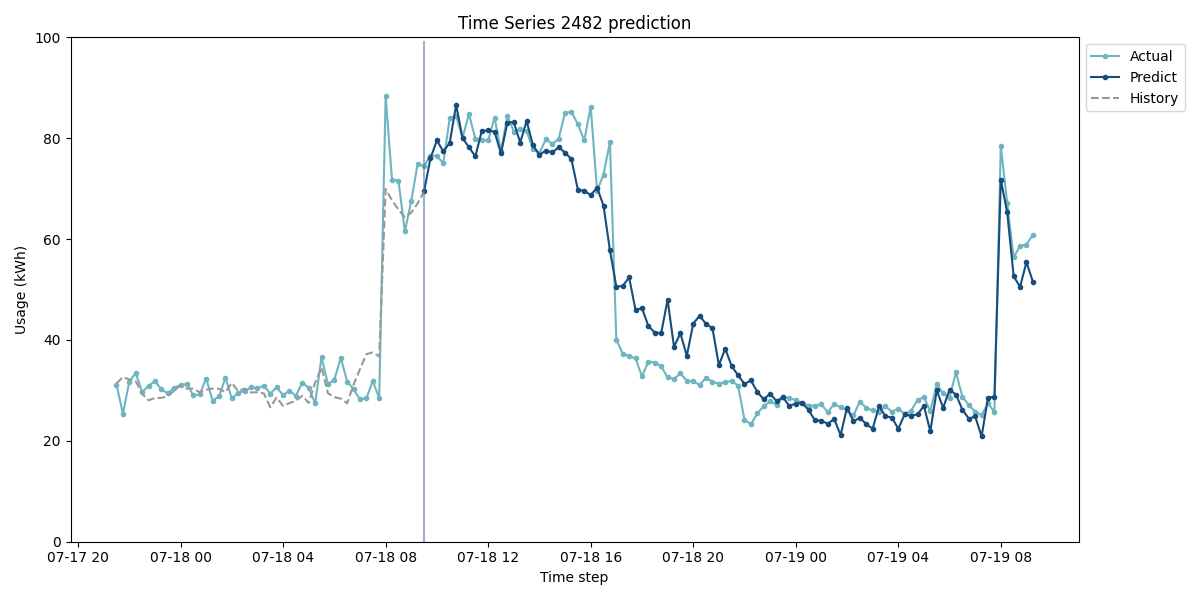 Time Series 2482 prediction
Usage (kWh)
100
80
60
40
20
0
07-17 20
07-18 00
07-18 04
07-18 08
07-18 12
07-18 16
07-18 20
07-19 00
07-19 04
07-19 08
Time step
Actual
Predict
History